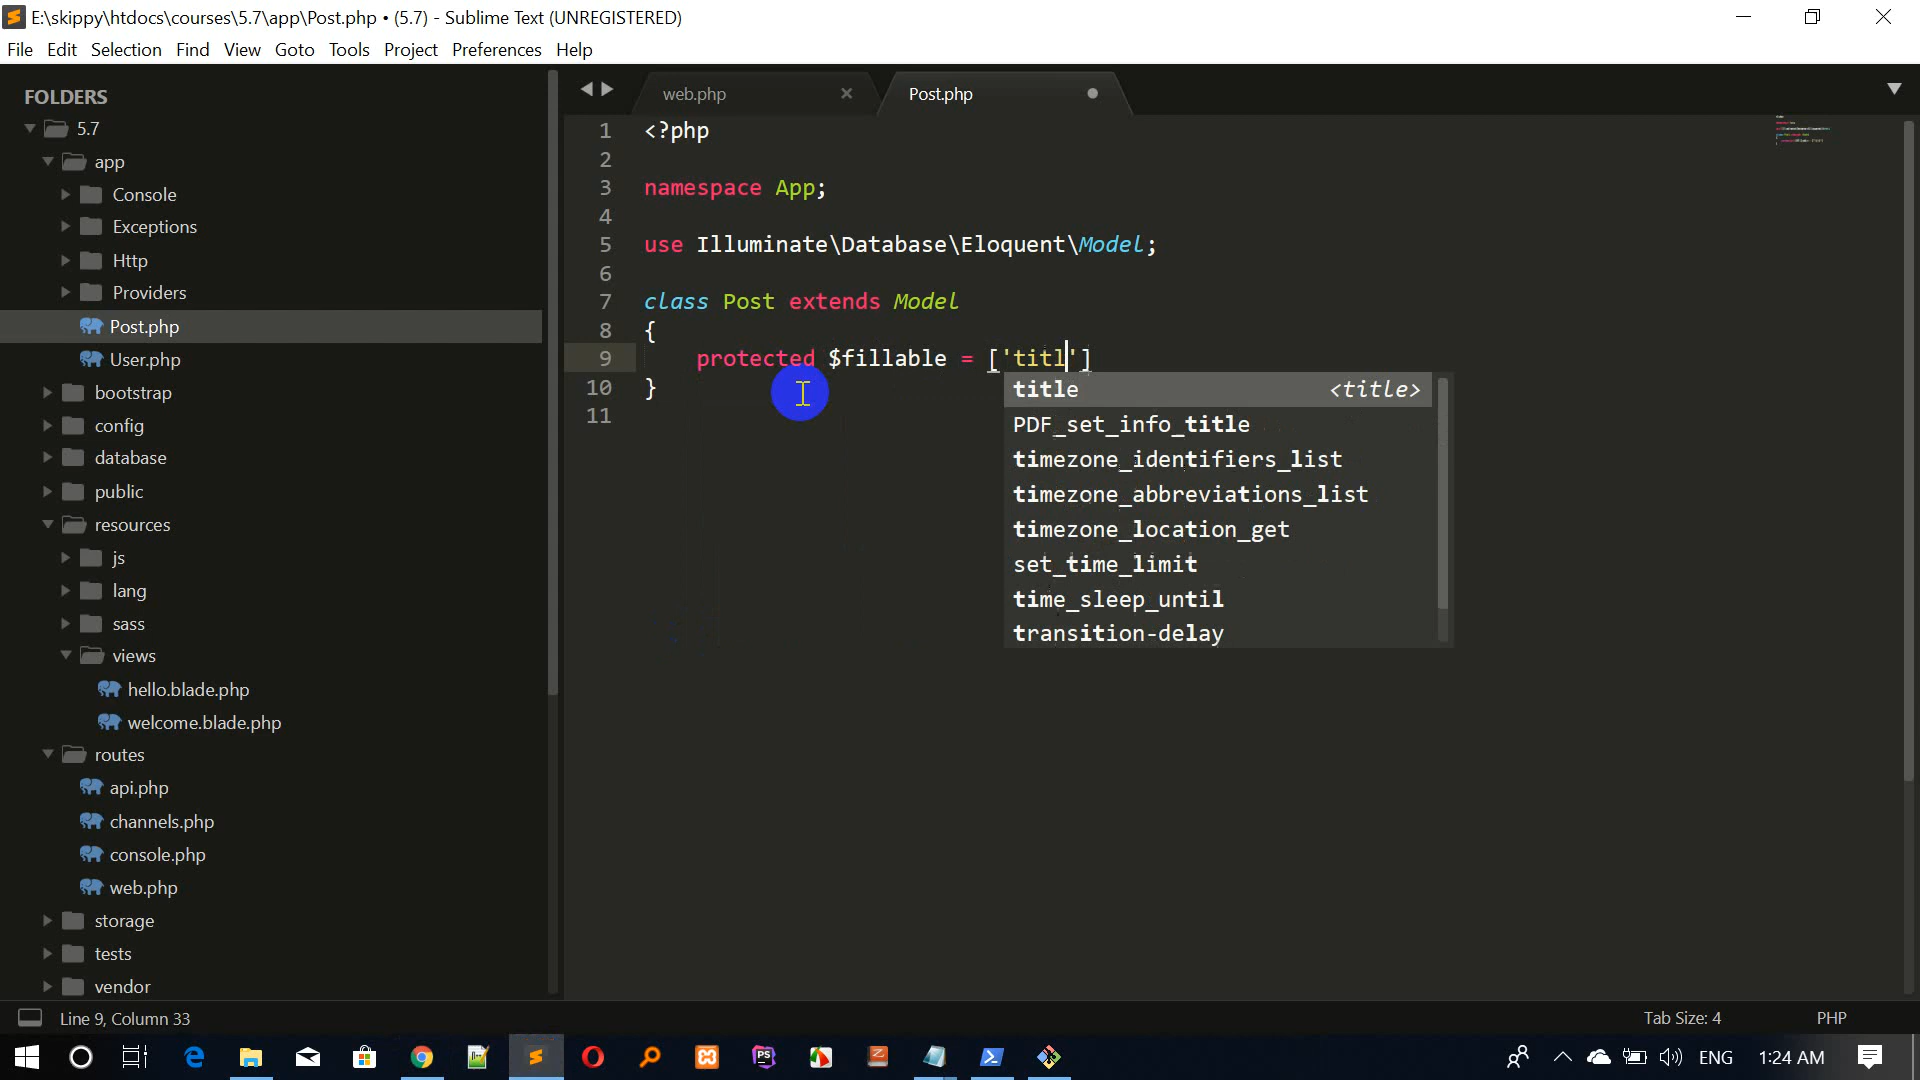 E:\skippy\htdocs\courses\5.7\app\Post.php • (5.7) - Sublime Text (UNREGISTERED)
File Edit Selection Find View Goto Tools Project Preferences Help
FOLDERS
5.7
app
Console
Exceptions
Http
Providers
Post.php
User.php
bootstrap
config
database
public
resources
js
lang
sass
views
hello.blade.php
welcome.blade.php
routes
api.php
channels.php
console.php
web.php
storage
tests
vendor
web.php
Post.php
1 <?php
2
3 namespace App;
4
5 use Illuminate\Database\Eloquent\Model;
6
7 class Post extends Model
8 {
9 protected $fillable = ['titl']
10 }
11
title <title>
PDF_set_info_title
timezone_identifiers_list
timezone_abbreviations_list
timezone_location_get
set_time_limit
time_sleep_until
transition-delay
Line 9, Column 33
Tab Size: 4
PHP
PS
ENG
1:24 AM